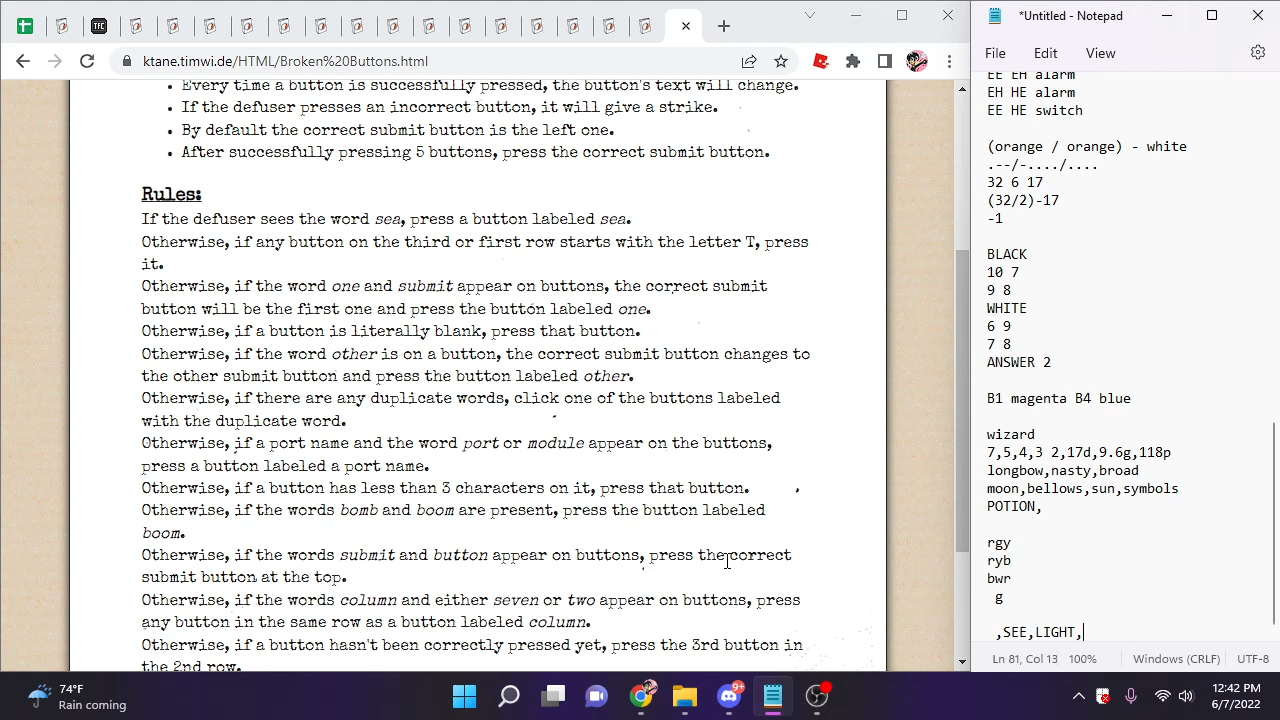 TFC
*Untitled - Notepad
ktane.timwi.de/HTML/Broken%20Buttons.html
File Edit View
• Every time a button is successfully pressed, the button's text will change.
• If the defuser presses an incorrect button, it will give a strike.
• By default the correct submit button is the left one.
• After successfully pressing 5 buttons, press the correct submit button.
Rules:
If the defuser sees the word sea, press a button labeled sea.
Otherwise, if any button on the third or first row starts with the letter T, press
it.
Otherwise, if the word one and submit appear on buttons, the correct submit
button will be the first one and press the button labeled one.
Otherwise, if a button is literally blank, press that button.
Otherwise, if the word other is on a button, the correct submit button changes to
the other submit button and press the button labeled other.
Otherwise, if there are any duplicate words, click one of the buttons labeled
with the duplicate word.
Otherwise, if a port name and the word port or module appear on the buttons,
press a button labeled a port name.
Otherwise, if a button has less than 3 characters on it, press that button.
Otherwise, if the words bomb and boom are present, press the button labeled
boom.
Otherwise, if the words submit and button appear on buttons, press the correct
submit button at the top.
Otherwise, if the words column and either seven or two appear on buttons, press
any button in the same row as a button labeled column.
Otherwise, if a button hasn't been correctly pressed yet, press the 3rd button in
the 2nd row.
EE EH alarm
EH HE alarm
EE HE switch
(orange / orange) - white
.--/-..../....
32 6 17
(32/2)-17
-1
BLACK
10 7
9 8
WHITE
6 9
7 8
ANSWER 2
B1 magenta B4 blue
wizard
7,5,4,3 2,17d,9.6g,118p
longbow,nasty,broad
moon,bellows,sun,symbols
POTION,
rgy
ryb
bwr
g
,SEE,LIGHT,
Ln 81, Col 13 100% Windows (CRLF) UTF-8
74°F
Rain coming
9+
12:42 PM
6/7/2022